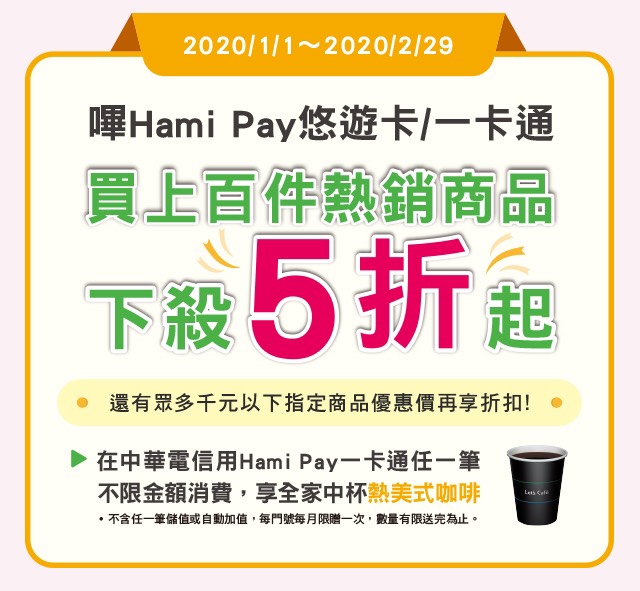 2020/1/1～2020/2/29
嗶Hami Pay悠遊卡/一卡通
買上百件熱銷商品
下殺5折起
還有眾多千元以下指定商品優惠價再享折扣!
在中華電信用Hami Pay一卡通任一筆
不限金額消費，享全家中杯熱美式咖啡
•不含任一筆儲值或自動加值，每門號每月限贈一次，數量有限送完為止。
Let's Café